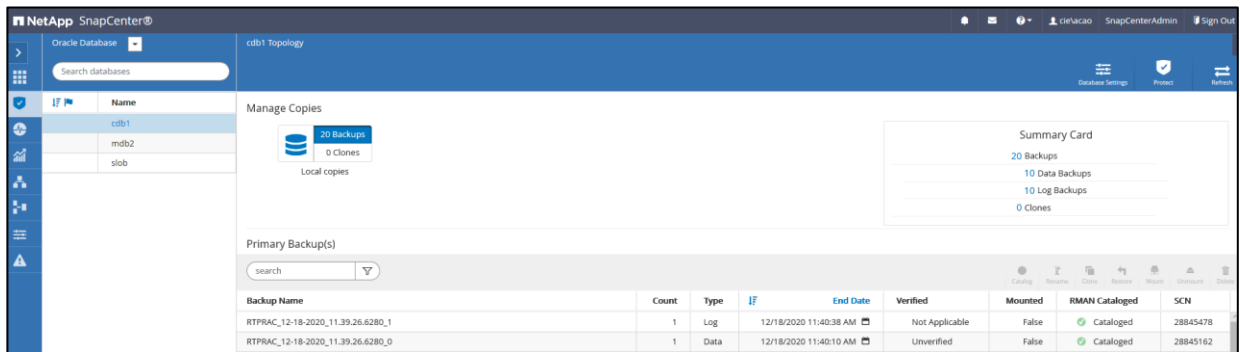 NetApp SnapCenter®
cie\acao SnapCenterAdmin Sign Out
Oracle Database
cdb1 Topology
Search databases
Database Settings Protect Refresh
Name
cdb1
mdb2
slob
Manage Copies
20 Backups
0 Clones
Local copies
Summary Card
20 Backups
10 Data Backups
10 Log Backups
0 Clones
Primary Backup(s)
search
Catalog Rename Clone Restore Mount Unmount Delete
Backup Name Count Type End Date Verified Mounted RMAN Cataloged SCN
RTPRAC_12-18-2020_11.39.26.6280_1 1 Log 12/18/2020 11:40:38 AM Not Applicable False Cataloged 28845478
RTPRAC_12-18-2020_11.39.26.6280_0 1 Data 12/18/2020 11:40:10 AM Unverified False Cataloged 28845162